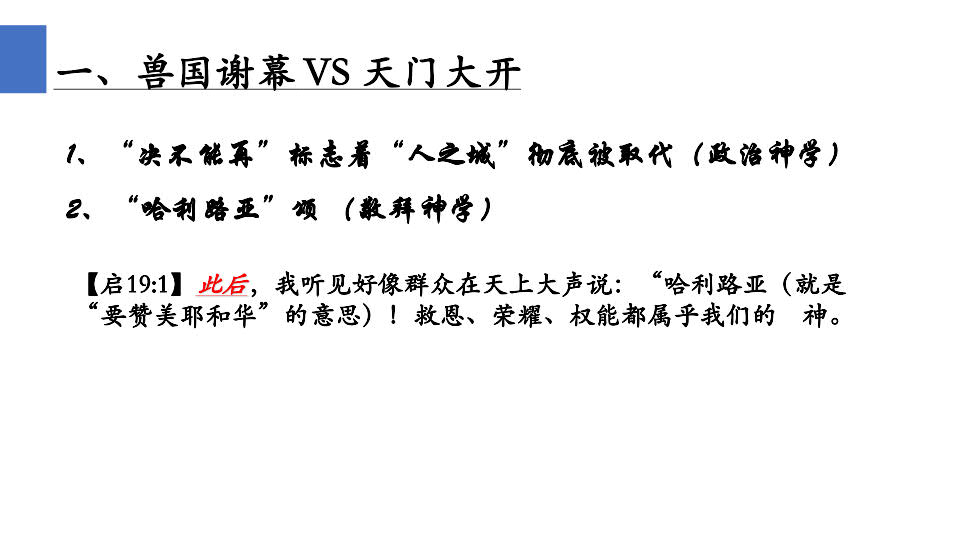 一、兽国谢幕 VS 天门大开
1、“决不能再”标志着“人之城”彻底被取代（政治神学）
2、“哈利路亚”颂（敬拜神学）
【启19:1】 此后，我听见好像群众在天上大声说：“哈利路亚（就是
“要赞美耶和华”的意思）！救恩、荣耀、权能都属乎我们的　神。